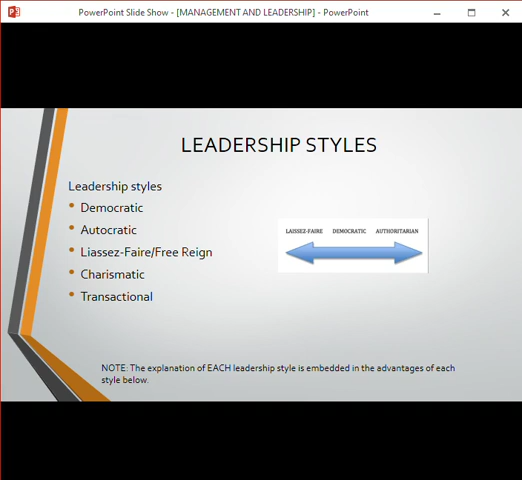 PowerPoint Slide Show - [MANAGEMENT AND LEADERSHIP] - PowerPoint
LEADERSHIP STYLES
Leadership styles
• Democratic
• Autocratic
• Liassez-Faire/Free Reign
• Charismatic
• Transactional
LAISSEZ-FAIRE DEMOCRATIC AUTHORITARIAN
NOTE: The explanation of EACH leadership style is embedded in the advantages of each
style below.